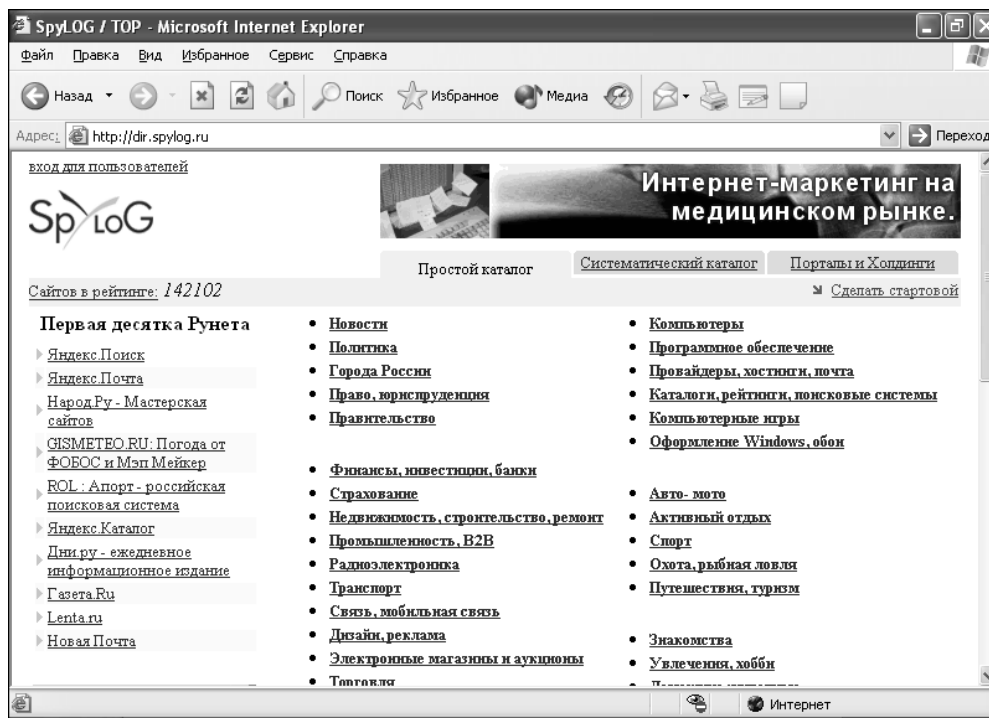 SpyLOG / TOP - Microsoft Internet Explorer
Файл Правка Вид Избранное Сервис Справка
Назад Поиск Избранное Медиа
Адрес: http://dir.spylog.ru Переход
вход для пользователей
SpyLOG
Интернет-маркетинг на
медицинском рынке.
Простой каталог Систематический каталог Порталы и Холдинги
Сайтов в рейтинге: 142102 Сделать стартовой
Первая десятка Рунета
Яндекс.Поиск
Яндекс.Почта
Народ.Ру - Мастерская
сайтов
GISMETEO.RU: Погода от
ФОБОС и Мэп Мейкер
ROL : Апорт - российская
поисковая система
Яндекс.Каталог
Дни.ру - ежедневное
информационное издание
Газета.Ru
Lenta.ru
Новая Почта
Новости
Политика
Города России
Право, юриспруденция
Правительство
Финансы, инвестиции, банки
Страхование
Недвижимость, строительство, ремонт
Промышленность, B2B
Радиоэлектроника
Транспорт
Связь, мобильная связь
Дизайн, реклама
Электронные магазины и аукционы
Торговля
Компьютеры
Программное обеспечение
Провайдеры, хостинги, почта
Каталоги, рейтинги, поисковые системы
Компьютерные игры
Оформление Windows, обои
Авто- мото
Активный отдых
Спорт
Охота, рыбная ловля
Путешествия, туризм
Знакомства
Увлечения, хобби
Интернет